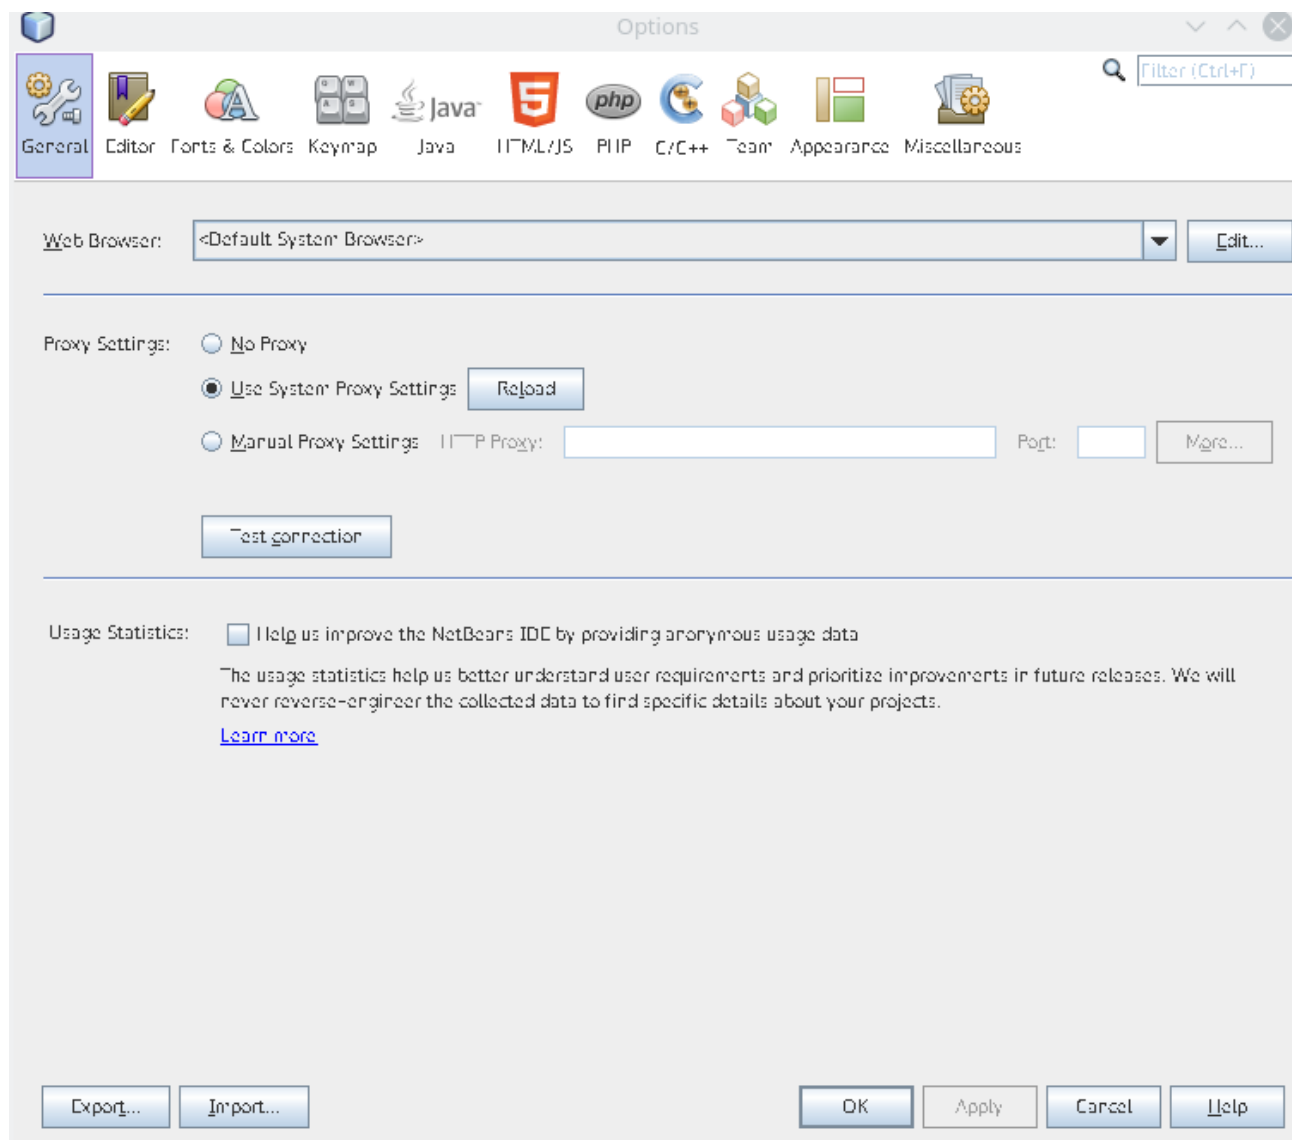 Options
Filter (Ctrl+F)
General Editor Fonts & Colors Keymap Java HTML/JS PHP C/C++ Team Appearance Miscellaneous
Web Browser: <Default System Browser> Edit...
Proxy Settings: No Proxy
Use System Proxy Settings Reload
Manual Proxy Settings HTTP Proxy: Port: More...
Test connection
Usage Statistics: Help us improve the NetBeans IDE by providing anonymous usage data
The usage statistics help us better understand user requirements and prioritize improvements in future releases. We will
never reverse-engineer the collected data to find specific details about your projects.
Learn more
Export... Import... OK Apply Cancel Help